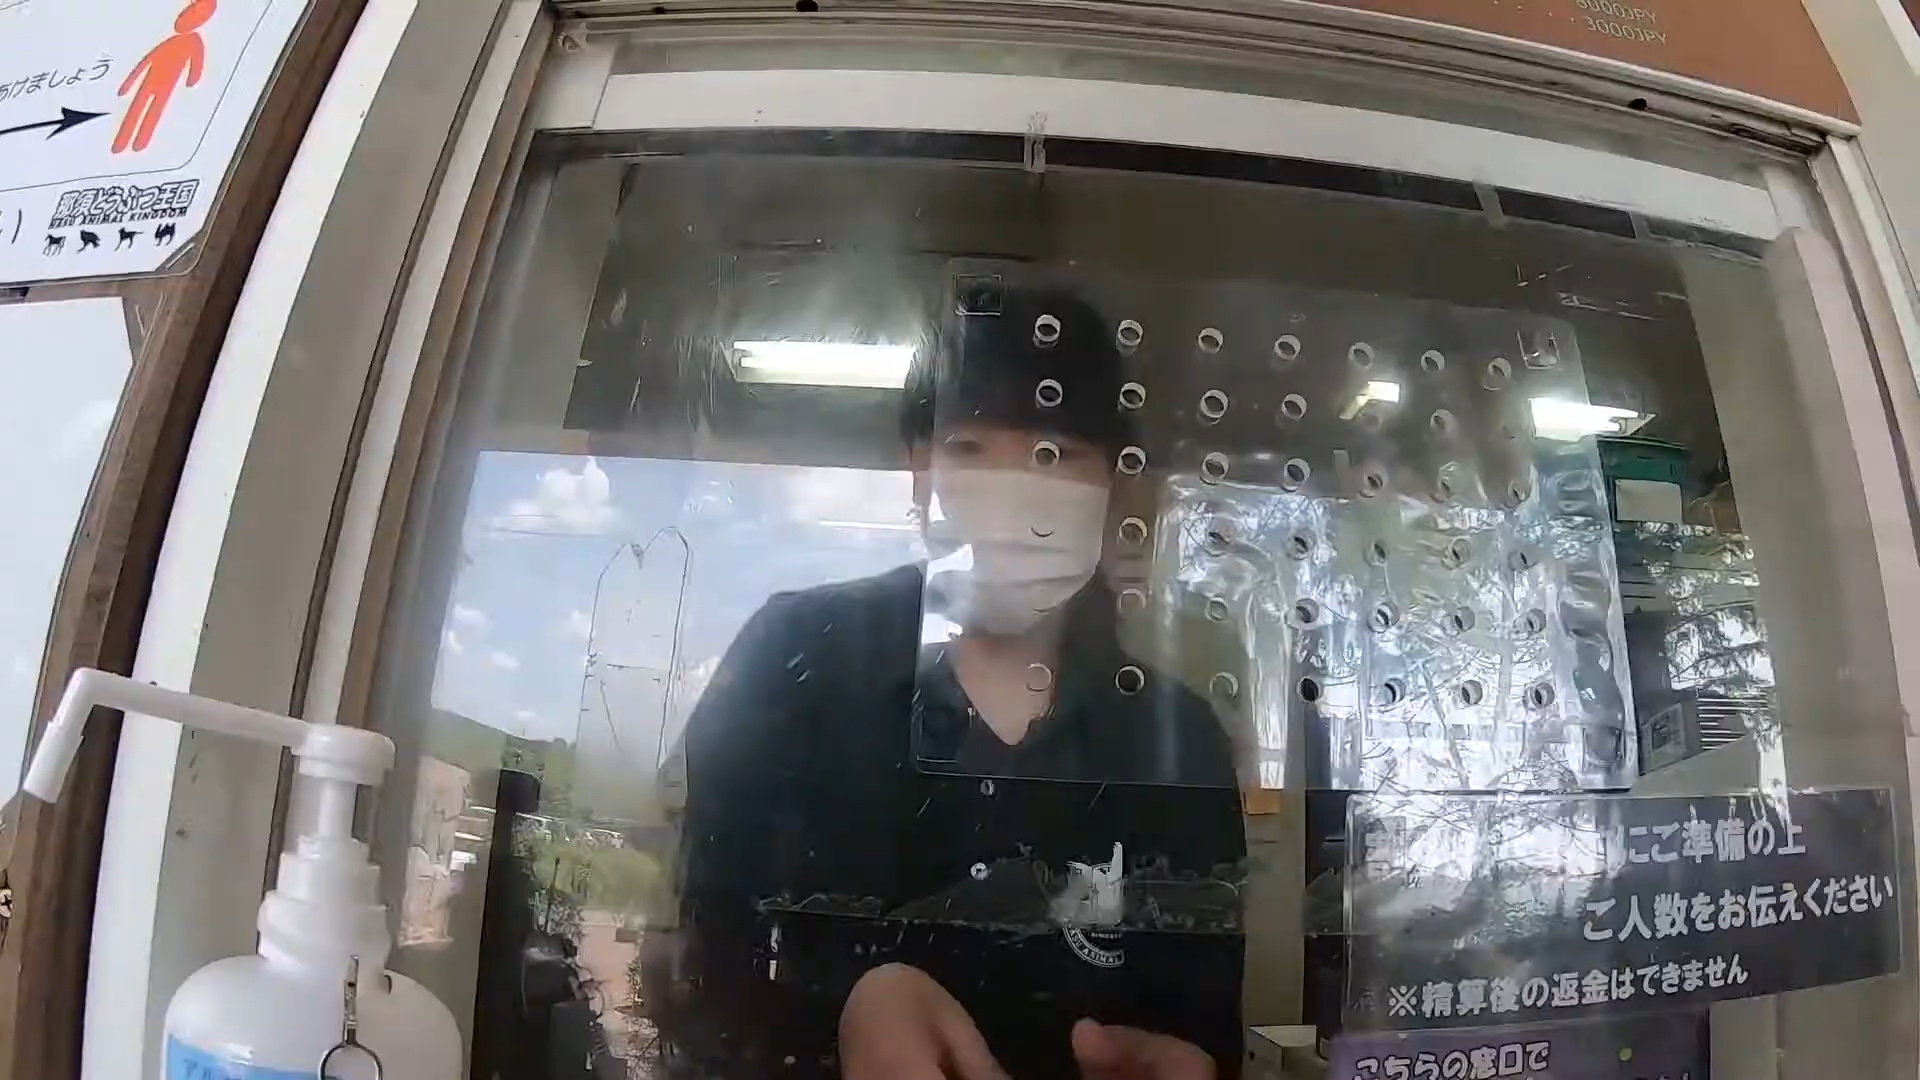 3000JPY
3000JPY
あけましょう
那須どうぶつ王国
NASU ANIMAL KINGDOM
にご準備の上
ご人数をお伝えください
※精算後の返金はできません
こちらの窓口で
ANIMAL